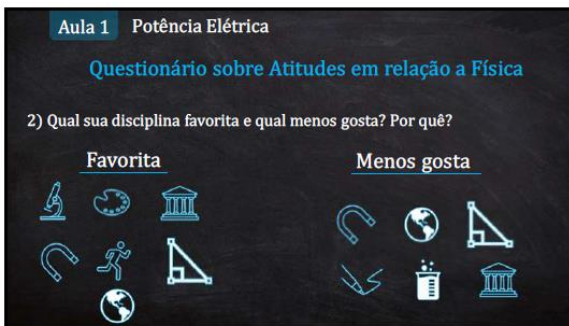 Aula 1 Potência Elétrica
Questionário sobre Atitudes em relação a Física
2) Qual sua disciplina favorita e qual menos gosta? Por quê?
Favorita
Menos gosta